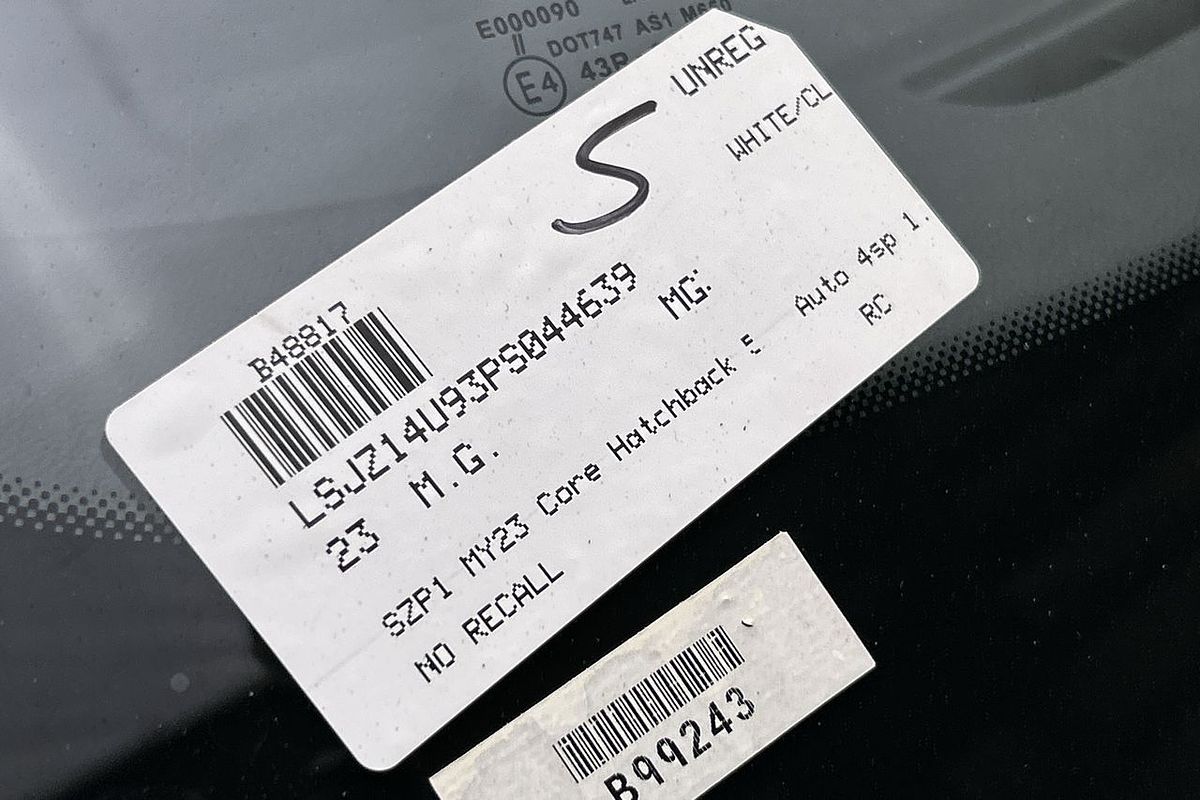 E000090
DOT747 AS1 M660
E4 43R
S UNREG
WHITE/CL
B48817
LSJZ14U93PS044639
23 M.G. MG
SZP1 MY23 Core Hatchback 5 Auto 4sp 1.
NO RECALL RC
B99243